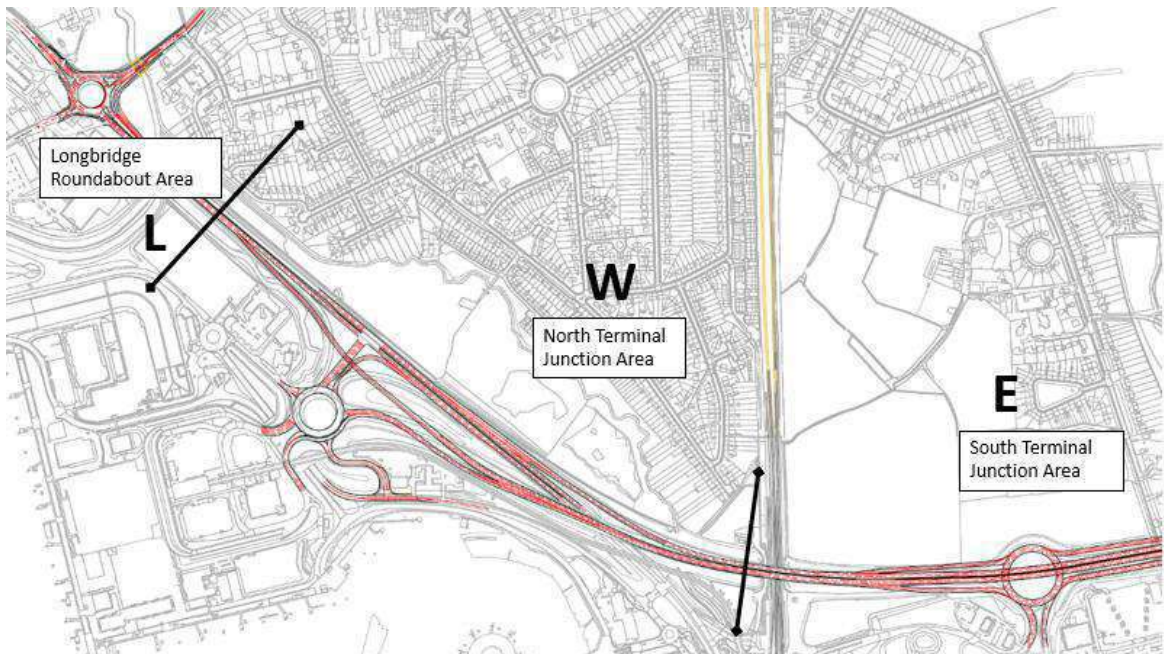 Longbridge
Roundabout Area
L
W
North Terminal
Junction Area
E
South Terminal
Junction Area